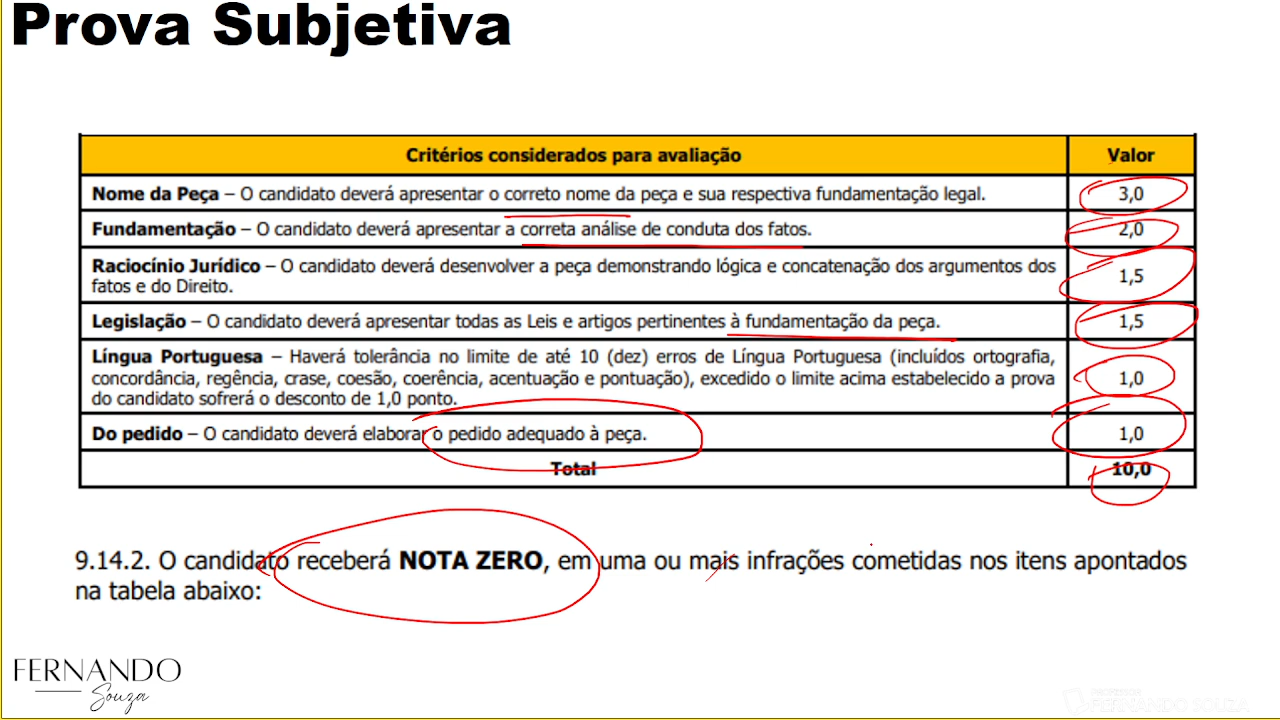 Prova Subjetiva
Critérios considerados para avaliação
Valor
Nome da Peça – O candidato deverá apresentar o correto nome da peça e sua respectiva fundamentação legal.
3,0
Fundamentação – O candidato deverá apresentar a correta análise de conduta dos fatos.
2,0
Raciocínio Jurídico – O candidato deverá desenvolver a peça demonstrando lógica e concatenação dos argumentos dos
fatos e do Direito.
1,5
Legislação – O candidato deverá apresentar todas as Leis e artigos pertinentes à fundamentação da peça.
1,5
Língua Portuguesa – Haverá tolerância no limite de até 10 (dez) erros de Língua Portuguesa (incluídos ortografia,
concordância, regência, crase, coesão, coerência, acentuação e pontuação), excedido o limite acima estabelecido a prova
do candidato sofrerá o desconto de 1,0 ponto.
1,0
Do pedido – O candidato deverá elaborar o pedido adequado à peça.
1,0
Total
10,0
9.14.2. O candidato receberá NOTA ZERO, em uma ou mais infrações cometidas nos itens apontados
na tabela abaixo:
FERNANDO
Souza
PROFESSOR
FERNANDO SOUZA